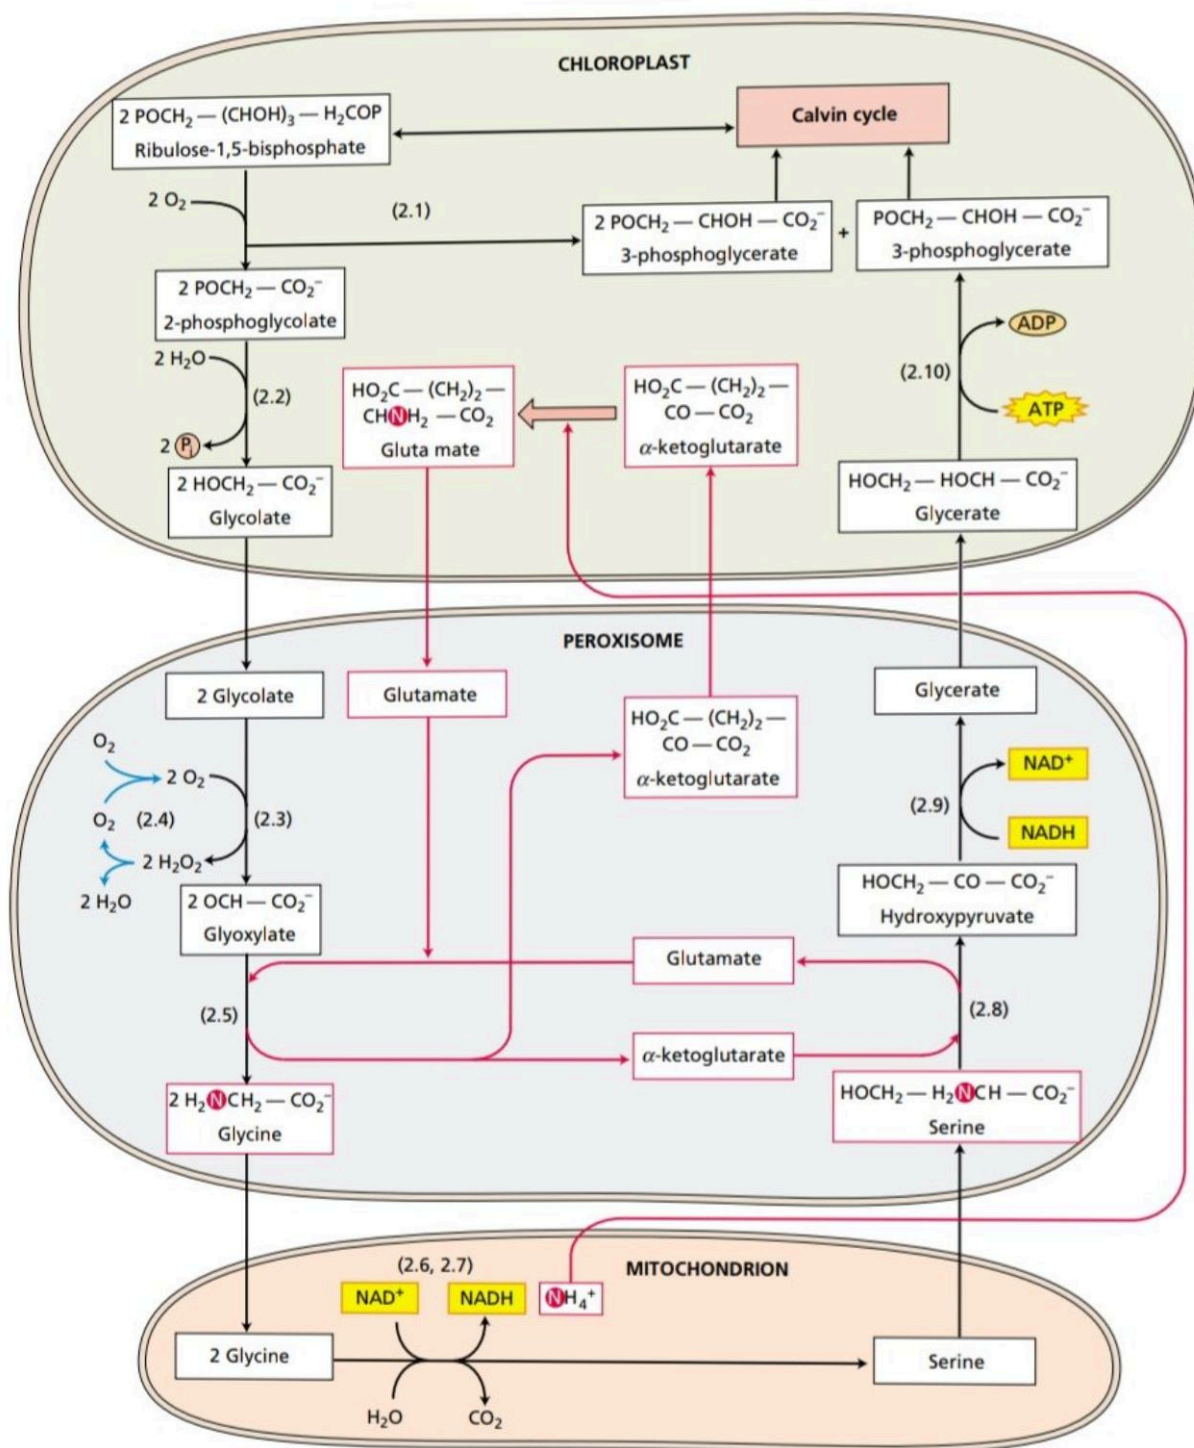 CHLOROPLAST
2 POCH₂ — (CHOH)₃ — H₂COP
Ribulose-1,5-bisphosphate
Calvin cycle
2 O₂
(2.1)
2 POCH₂ — CHOH — CO₂⁻
3-phosphoglycerate
+
POCH₂ — CHOH — CO₂⁻
3-phosphoglycerate
2 POCH₂ — CO₂⁻
2-phosphoglycolate
2 H₂O
(2.2)
2 Pᵢ
HO₂C — (CH₂)₂ —
CHNH₂ — CO₂
Gluta mate
HO₂C — (CH₂)₂ —
CO — CO₂
α-ketoglutarate
ADP
(2.10)
ATP
2 HOCH₂ — CO₂⁻
Glycolate
HOCH₂ — HOCH — CO₂⁻
Glycerate
PEROXISOME
2 Glycolate
Glutamate
HO₂C — (CH₂)₂ —
CO — CO₂
α-ketoglutarate
Glycerate
O₂
2 O₂
O₂
(2.4)
(2.3)
2 H₂O₂
2 H₂O
NAD⁺
(2.9)
NADH
2 OCH — CO₂⁻
Glyoxylate
HOCH₂ — CO — CO₂⁻
Hydroxypyruvate
Glutamate
(2.5)
(2.8)
α-ketoglutarate
2 H₂NCH₂ — CO₂⁻
Glycine
HOCH₂ — H₂NCH — CO₂⁻
Serine
MITOCHONDRION
(2.6, 2.7)
NAD⁺
NADH
NH₄⁺
2 Glycine
Serine
H₂O
CO₂